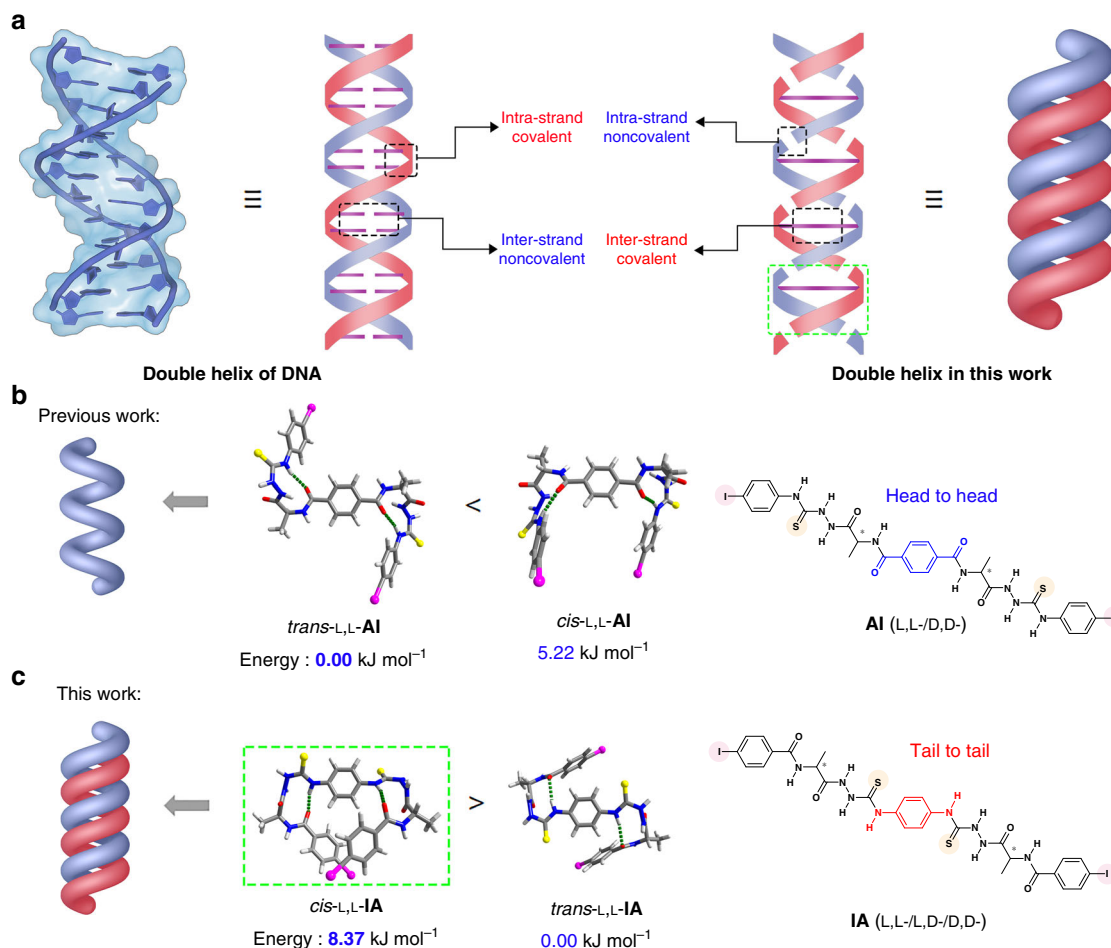 a
≡
Intra-strand
covalent
Intra-strand
noncovalent
≡
Inter-strand
noncovalent
Inter-strand
covalent
Double helix of DNA
Double helix in this work
b
Previous work:
<
trans-L,L-AI
Energy : 0.00 kJ mol⁻¹
cis-L,L-AI
5.22 kJ mol⁻¹
Head to head
I
N
H
S
H
N
N
H
O
*
H
N
O
O
N
H
*
O
H
N
N
H
S
N
H
I
AI (L,L-/D,D-)
c
This work:
>
cis-L,L-IA
Energy : 8.37 kJ mol⁻¹
trans-L,L-IA
0.00 kJ mol⁻¹
Tail to tail
I
O
N
H
*
O
H
N
N
H
S
N
H
H
N
S
H
N
N
H
O
*
H
N
O
I
IA (L,L-/L,D-/D,D-)